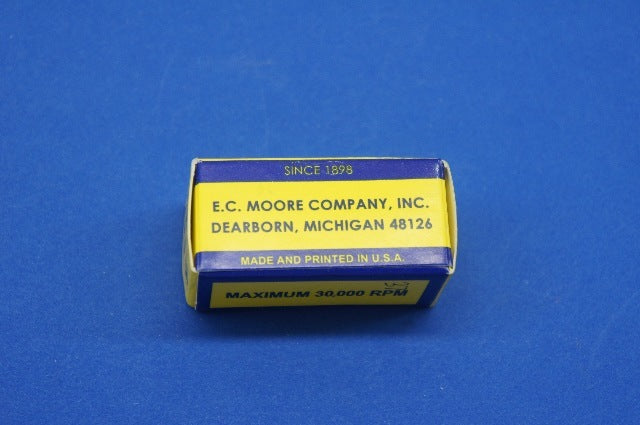 SINCE 1898
E.C. MOORE COMPANY, INC.
DEARBORN, MICHIGAN 48126
MADE AND PRINTED IN U.S.A.
MAXIMUM 30,000 RPM